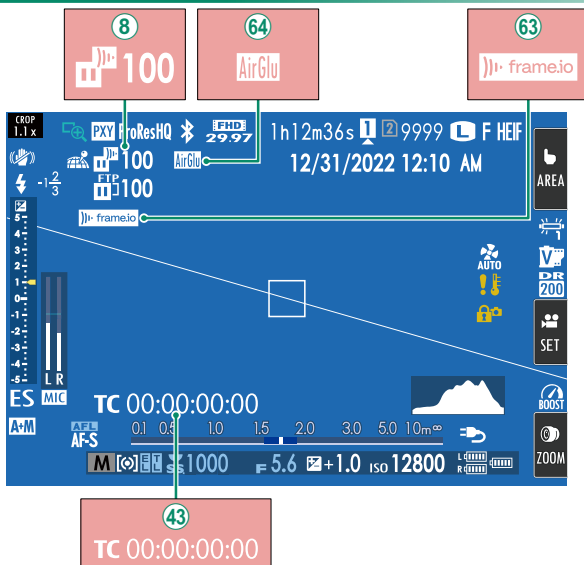 8 64 63
100 AirGlu frame.io
CROP
1.1 x PXY ProResHQ FHD 29.97 1h12m36s 1 2 9999 L F HEIF
100 AirGlu 12/31/2022 12:10 AM
-1 2/3 FTP 100
AREA
frame.io
5
4
3
2
1
0
-1
-2
-3
-4
-5
L R
AUTO
V
DR
200
SET
ES MIC
TC 00:00:00:00
BOOST
A+M
AFL
AF-S 0.1 0.5 1.0 1.5 2.0 3.0 5.0 10m ∞
M E T SS 1000 F 5.6 +1.0 ISO 12800 L R
ZOOM
43
TC 00:00:00:00